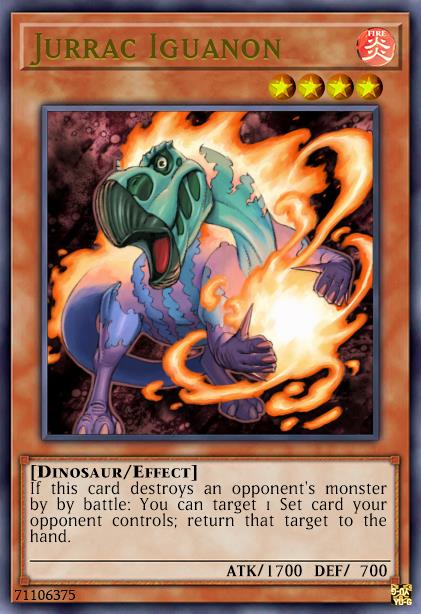 Jurrac Iguanon
FIRE
炎
[Dinosaur/Effect]
If this card destroys an opponent's monster
by by battle: You can target 1 Set card your
opponent controls; return that target to the
hand.
ATK/1700 DEF/ 700
71106375